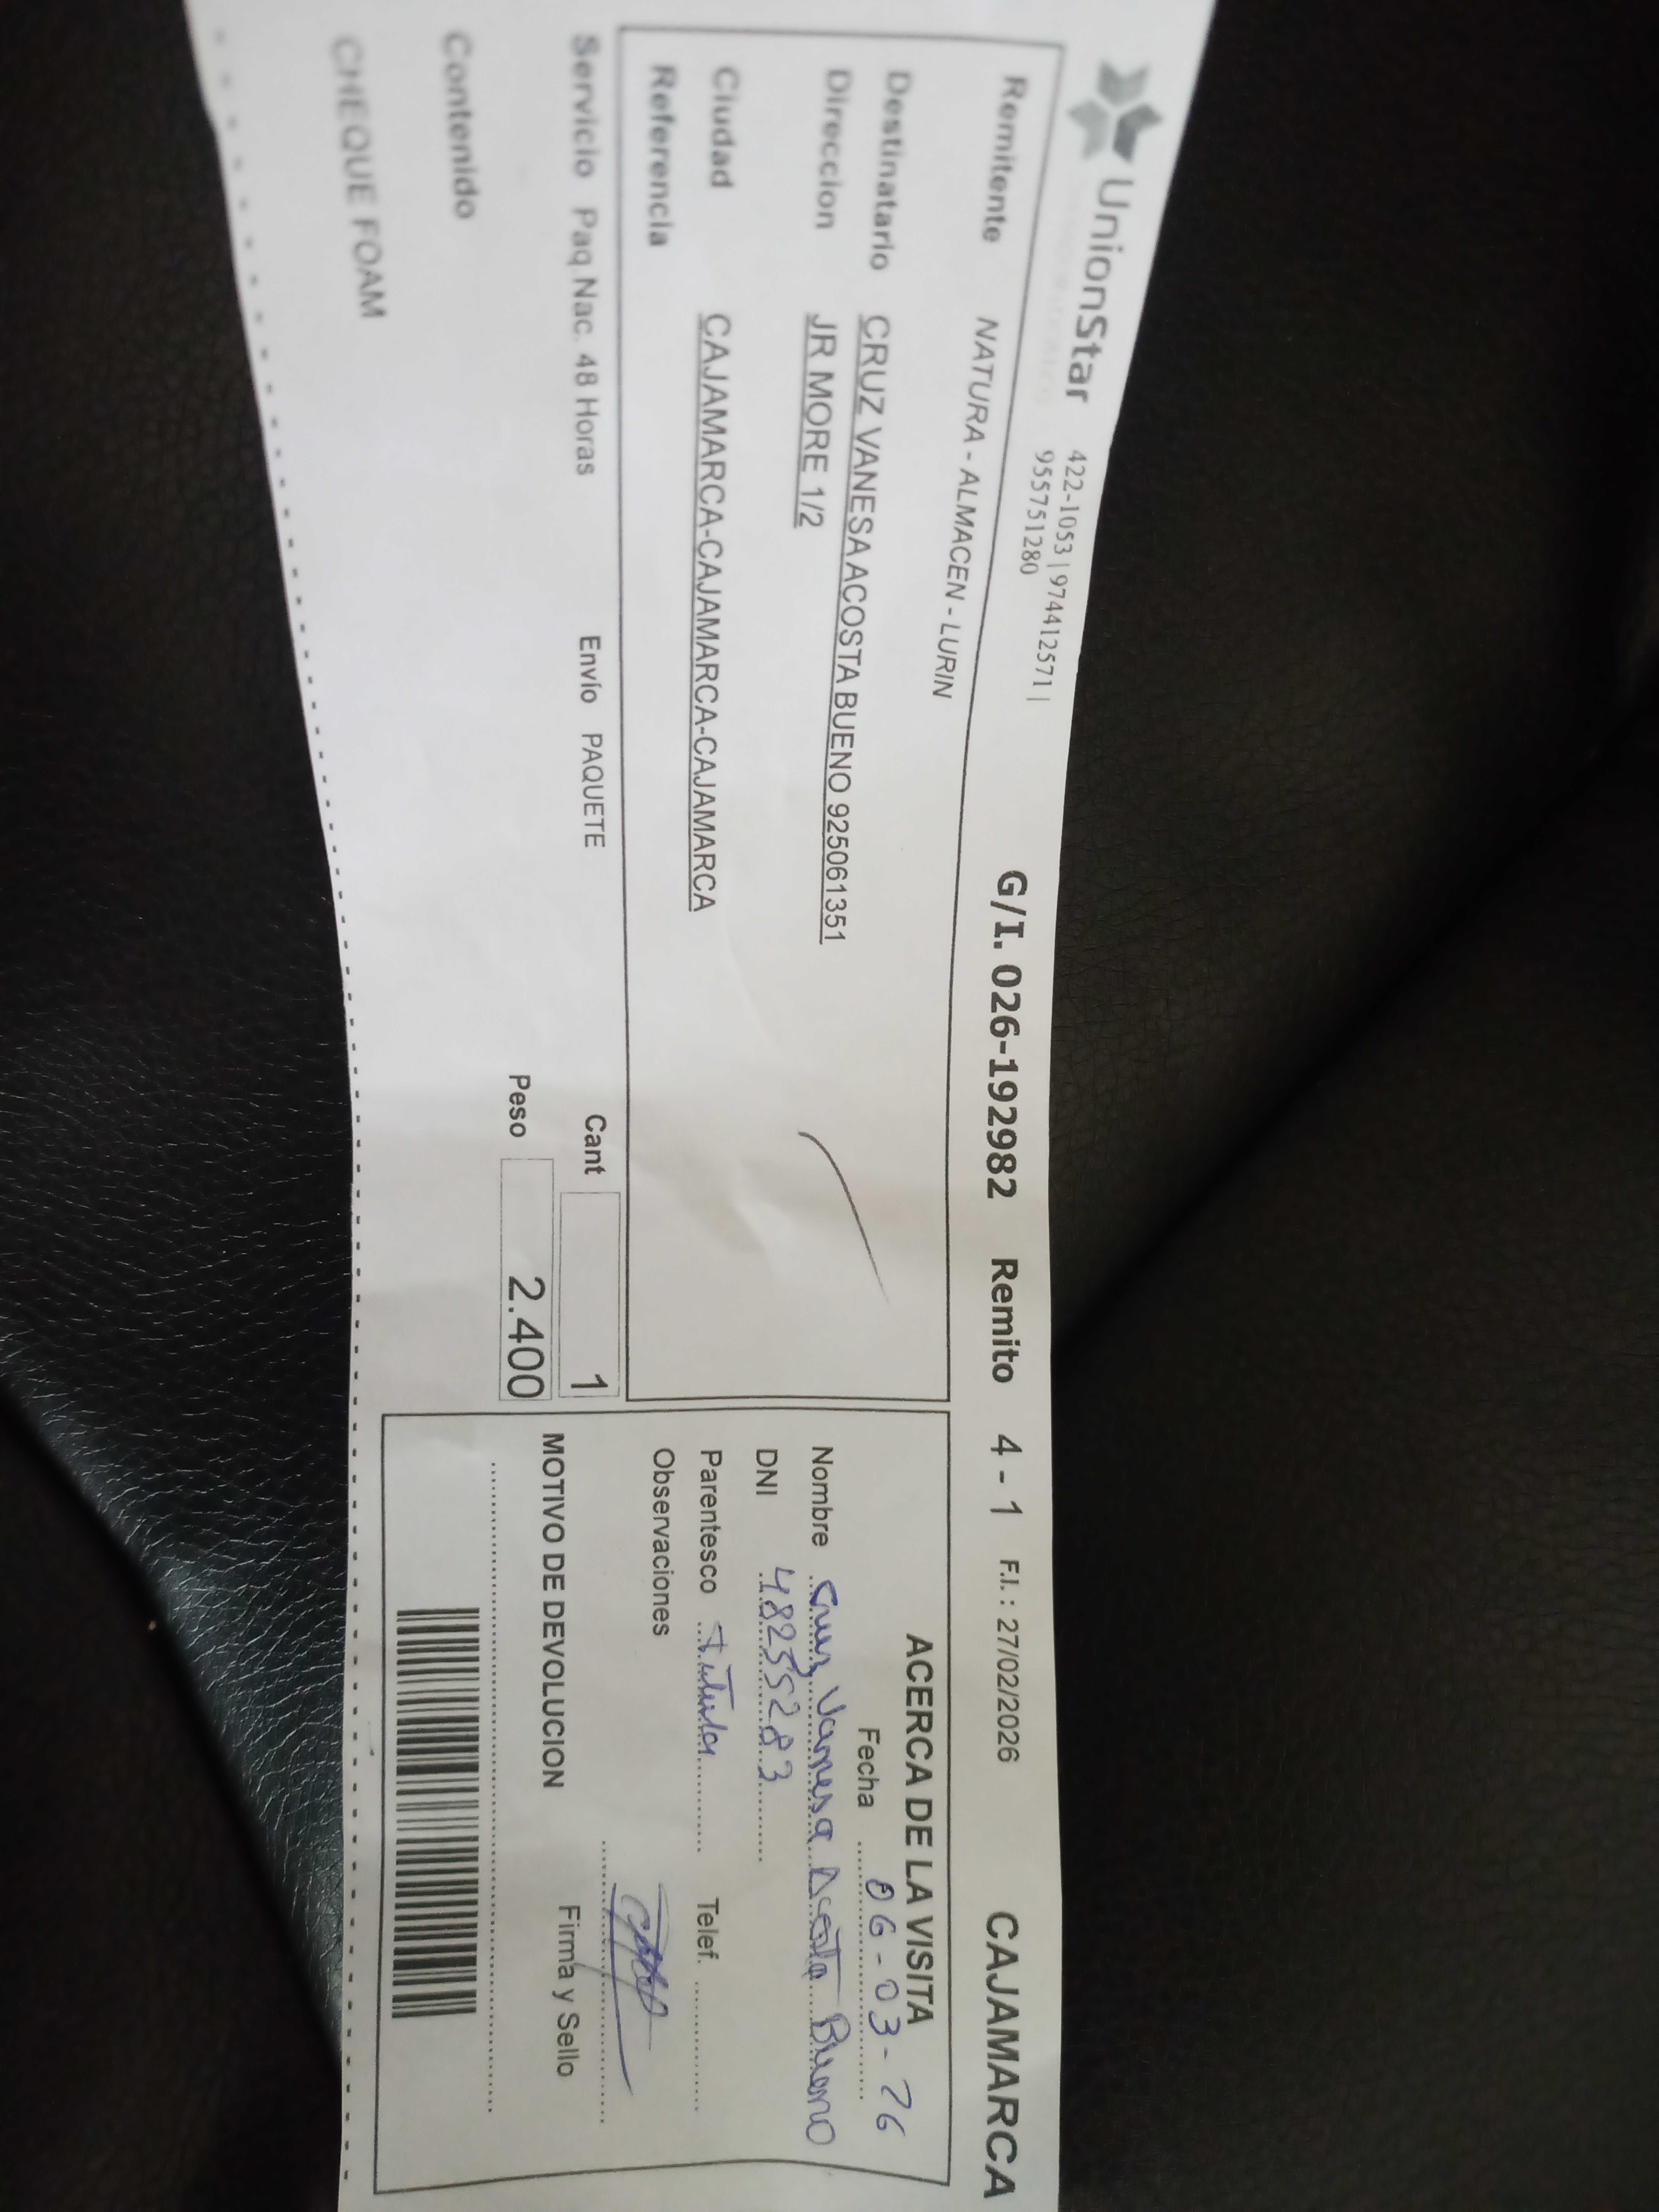 UnionStar
422-1053 | 974412571 |
955751280
G/I. 026-192982 Remito 4 - 1 F.I. : 27/02/2026 CAJAMARCA
Remitente NATURA - ALMACEN - LURIN
Destinatario CRUZ VANESA ACOSTA BUENO 925061351
Direccion JR MORE 1/2
Ciudad CAJAMARCA-CAJAMARCA-CAJAMARCA
Referencia
Servicio Paq.Nac. 48 Horas Envío PAQUETE Cant 1
Peso 2.400
Contenido
CHEQUE FOAM
ACERCA DE LA VISITA
Fecha 06-03-26
Nombre Cruz Vanesa Acosta Bueno
DNI 48255283
Parentesco titular Telef.
Observaciones
Firma y Sello
MOTIVO DE DEVOLUCION